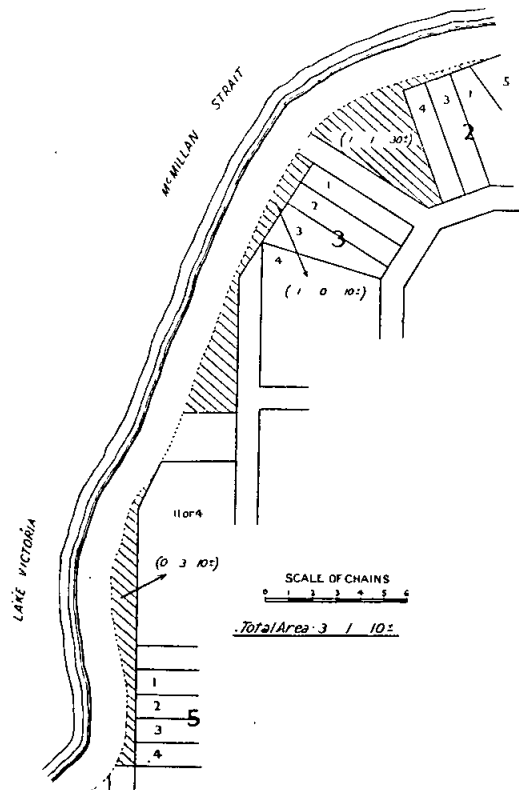 McMILLAN STRAIT
5
1
3
4
2
(1 1 30±)
1
2
3
3
4
(1 0 10±)
11 of 4
(0 3 10±)
LAKE VICTORIA
SCALE OF CHAINS
0 1 2 3 4 5 6
Total Area 3 1 10±
1
2
5
3
4